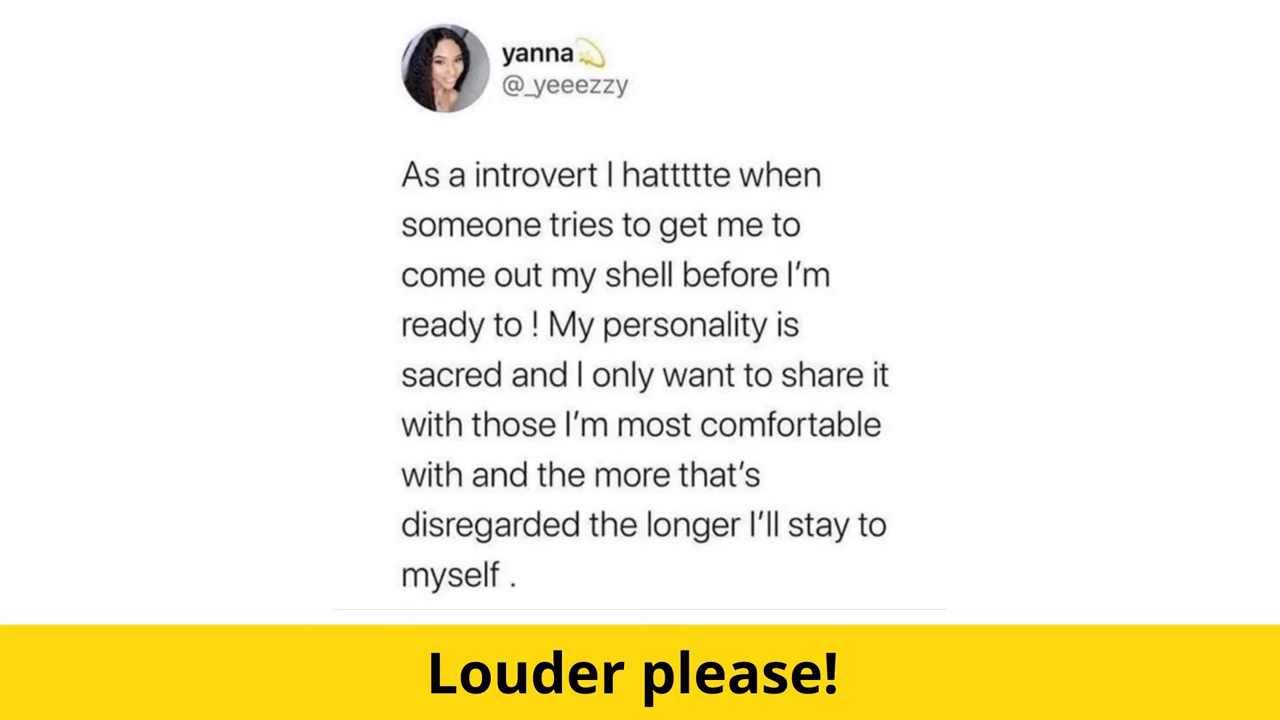 yanna💫
@_yeeezzy
As a introvert I hatttttte when
someone tries to get me to
come out my shell before I’m
ready to ! My personality is
sacred and I only want to share it
with those I’m most comfortable
with and the more that’s
disregarded the longer I’ll stay to
myself .
Louder please!